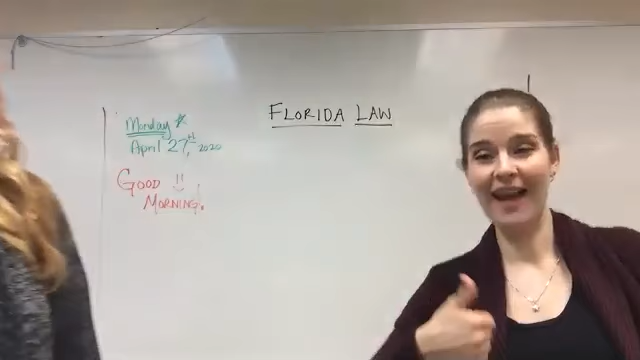 Monday
April 27th, 2020
GOOD !!
MORNING!
FLORIDA LAW